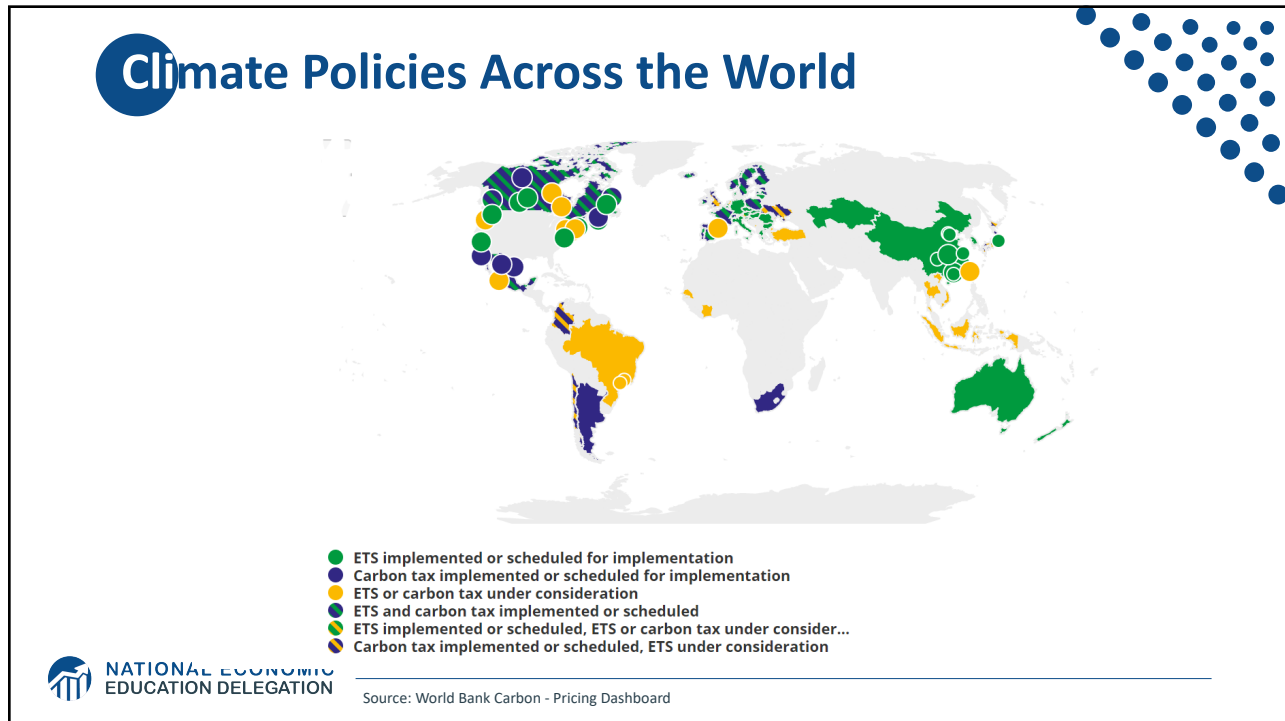 Climate Policies Across the World
ETS implemented or scheduled for implementation
Carbon tax implemented or scheduled for implementation
ETS or carbon tax under consideration
ETS and carbon tax implemented or scheduled
ETS implemented or scheduled, ETS or carbon tax under consider...
Carbon tax implemented or scheduled, ETS under consideration
NATIONAL ECONOMIC
EDUCATION DELEGATION
Source: World Bank Carbon - Pricing Dashboard